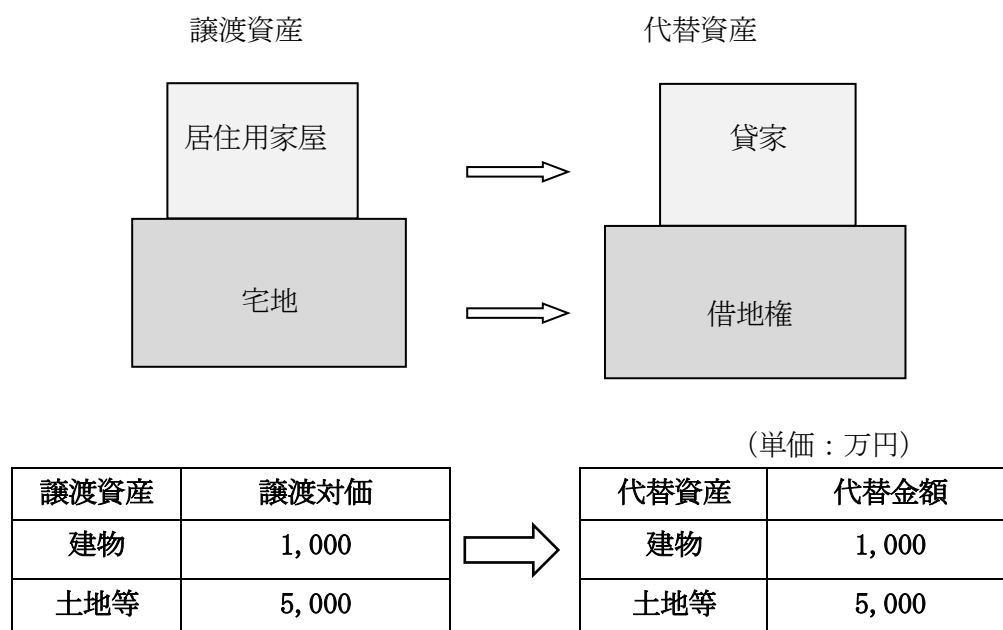 譲渡資産
代替資産
居住用家屋
貸家
宅地
借地権
(単価:万円)
譲渡資産 譲渡対価
建物 1,000
土地等 5,000
代替資産 代替金額
建物 1,000
土地等 5,000